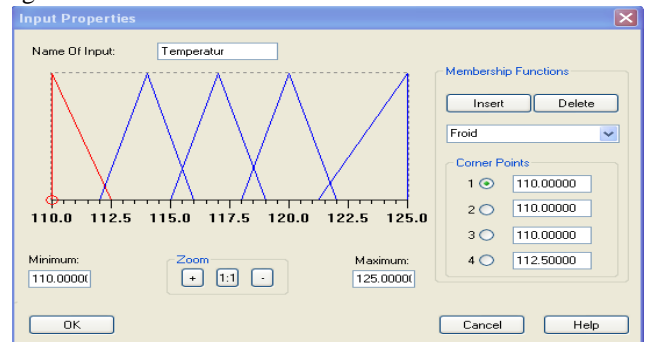 Input Properties
Name Of Input: Temperatur
Membership Functions
Insert Delete
Froid
Corner Points
1 110.00000
2 110.00000
3 110.00000
4 112.50000
110.0 112.5 115.0 117.5 120.0 122.5 125.0
Minimum: Zoom Maximum:
110.0000( + 1:1 - 125.0000(
OK Cancel Help